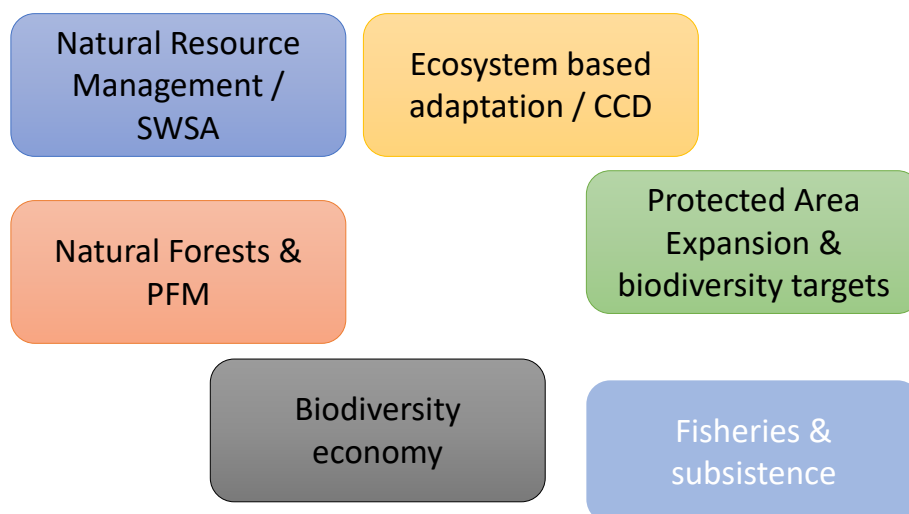 Natural Resource
Management /
SWSA
Ecosystem based
adaptation / CCD
Natural Forests &
PFM
Protected Area
Expansion &
biodiversity targets
Biodiversity
economy
Fisheries &
subsistence